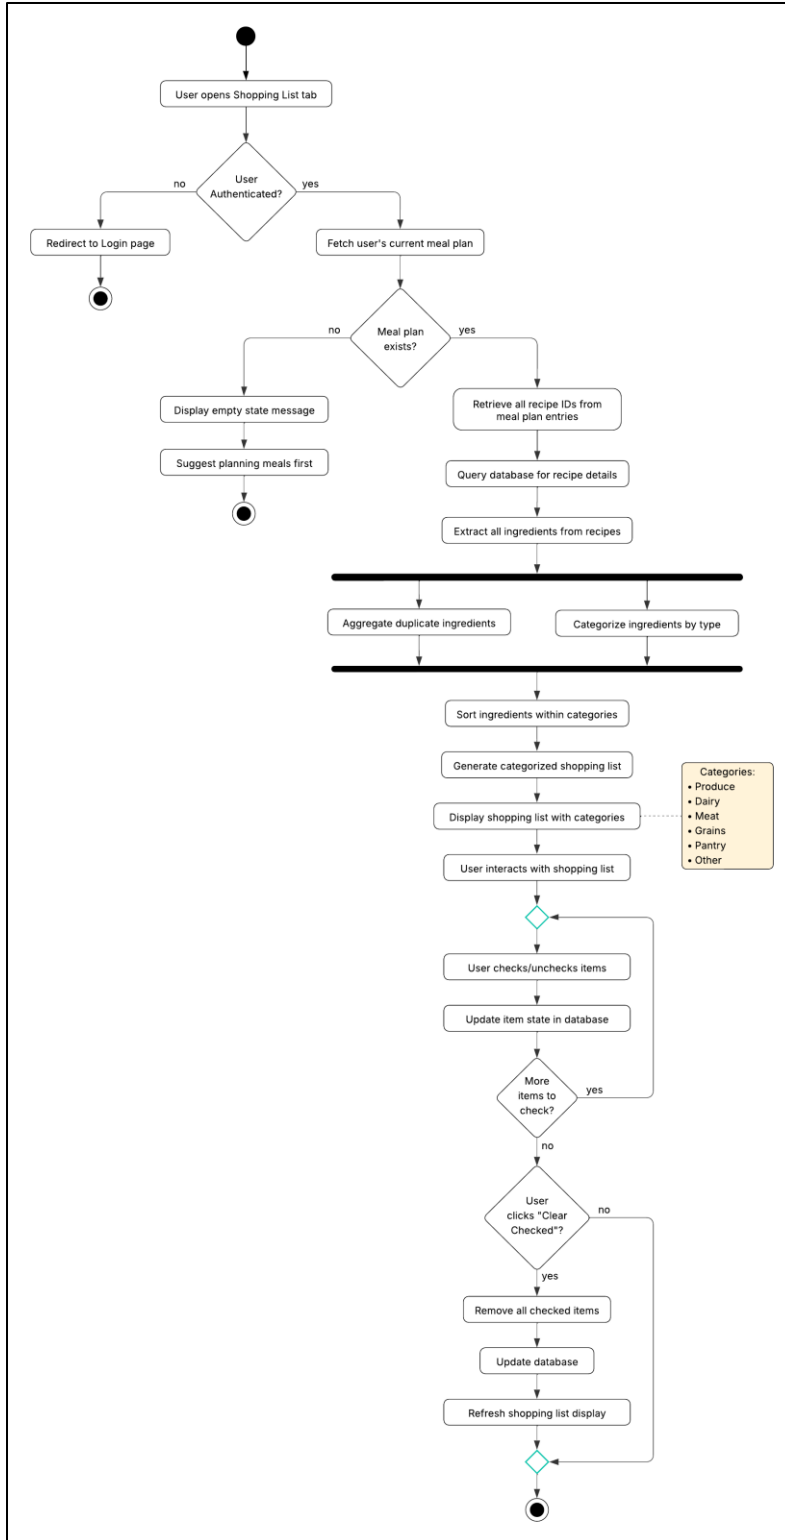 User opens Shopping List tab
User
Authenticated?
no
yes
Redirect to Login page
Fetch user's current meal plan
Meal plan
exists?
no
yes
Display empty state message
Suggest planning meals first
Retrieve all recipe IDs from
meal plan entries
Query database for recipe details
Extract all ingredients from recipes
Aggregate duplicate ingredients
Categorize ingredients by type
Sort ingredients within categories
Generate categorized shopping list
Display shopping list with categories
Categories:
• Produce
• Dairy
• Meat
• Grains
• Pantry
• Other
User interacts with shopping list
User checks/unchecks items
Update item state in database
More
items to
check?
yes
no
User
clicks "Clear
Checked"?
no
yes
Remove all checked items
Update database
Refresh shopping list display